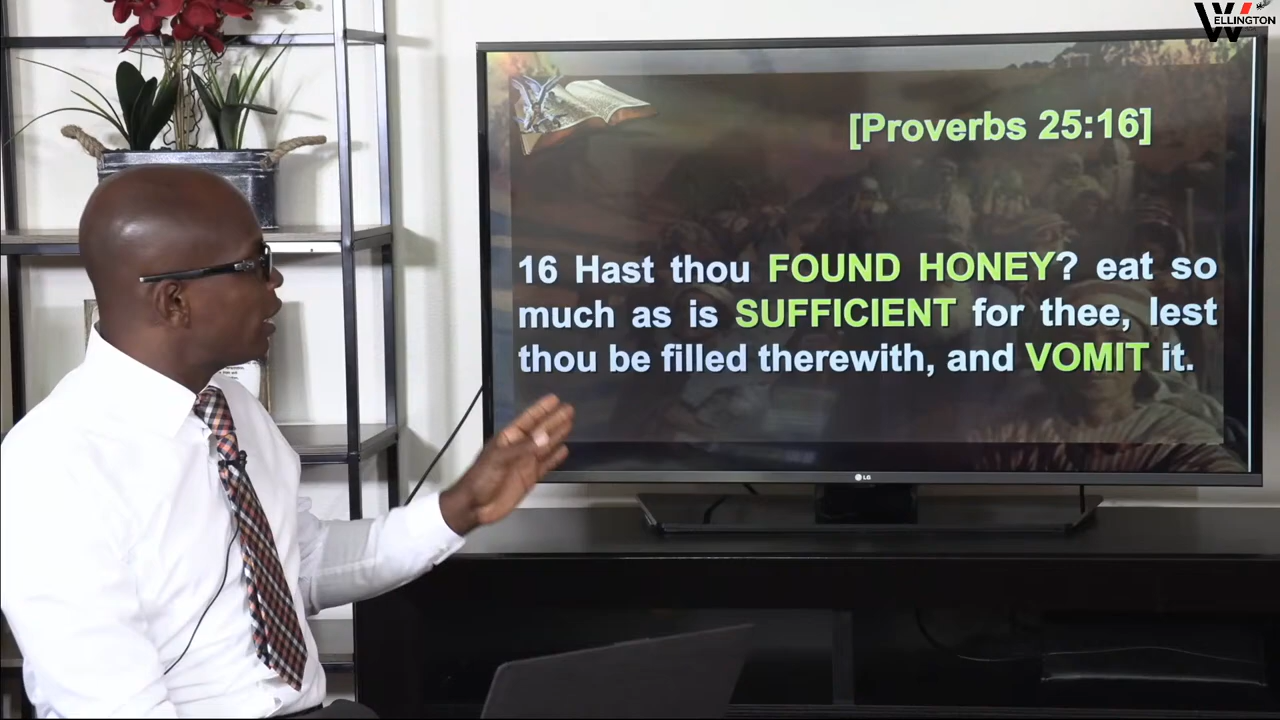 WELLINGTON
[Proverbs 25:16]
16 Hast thou FOUND HONEY? eat so
much as is SUFFICIENT for thee, lest
thou be filled therewith, and VOMIT it.
LG